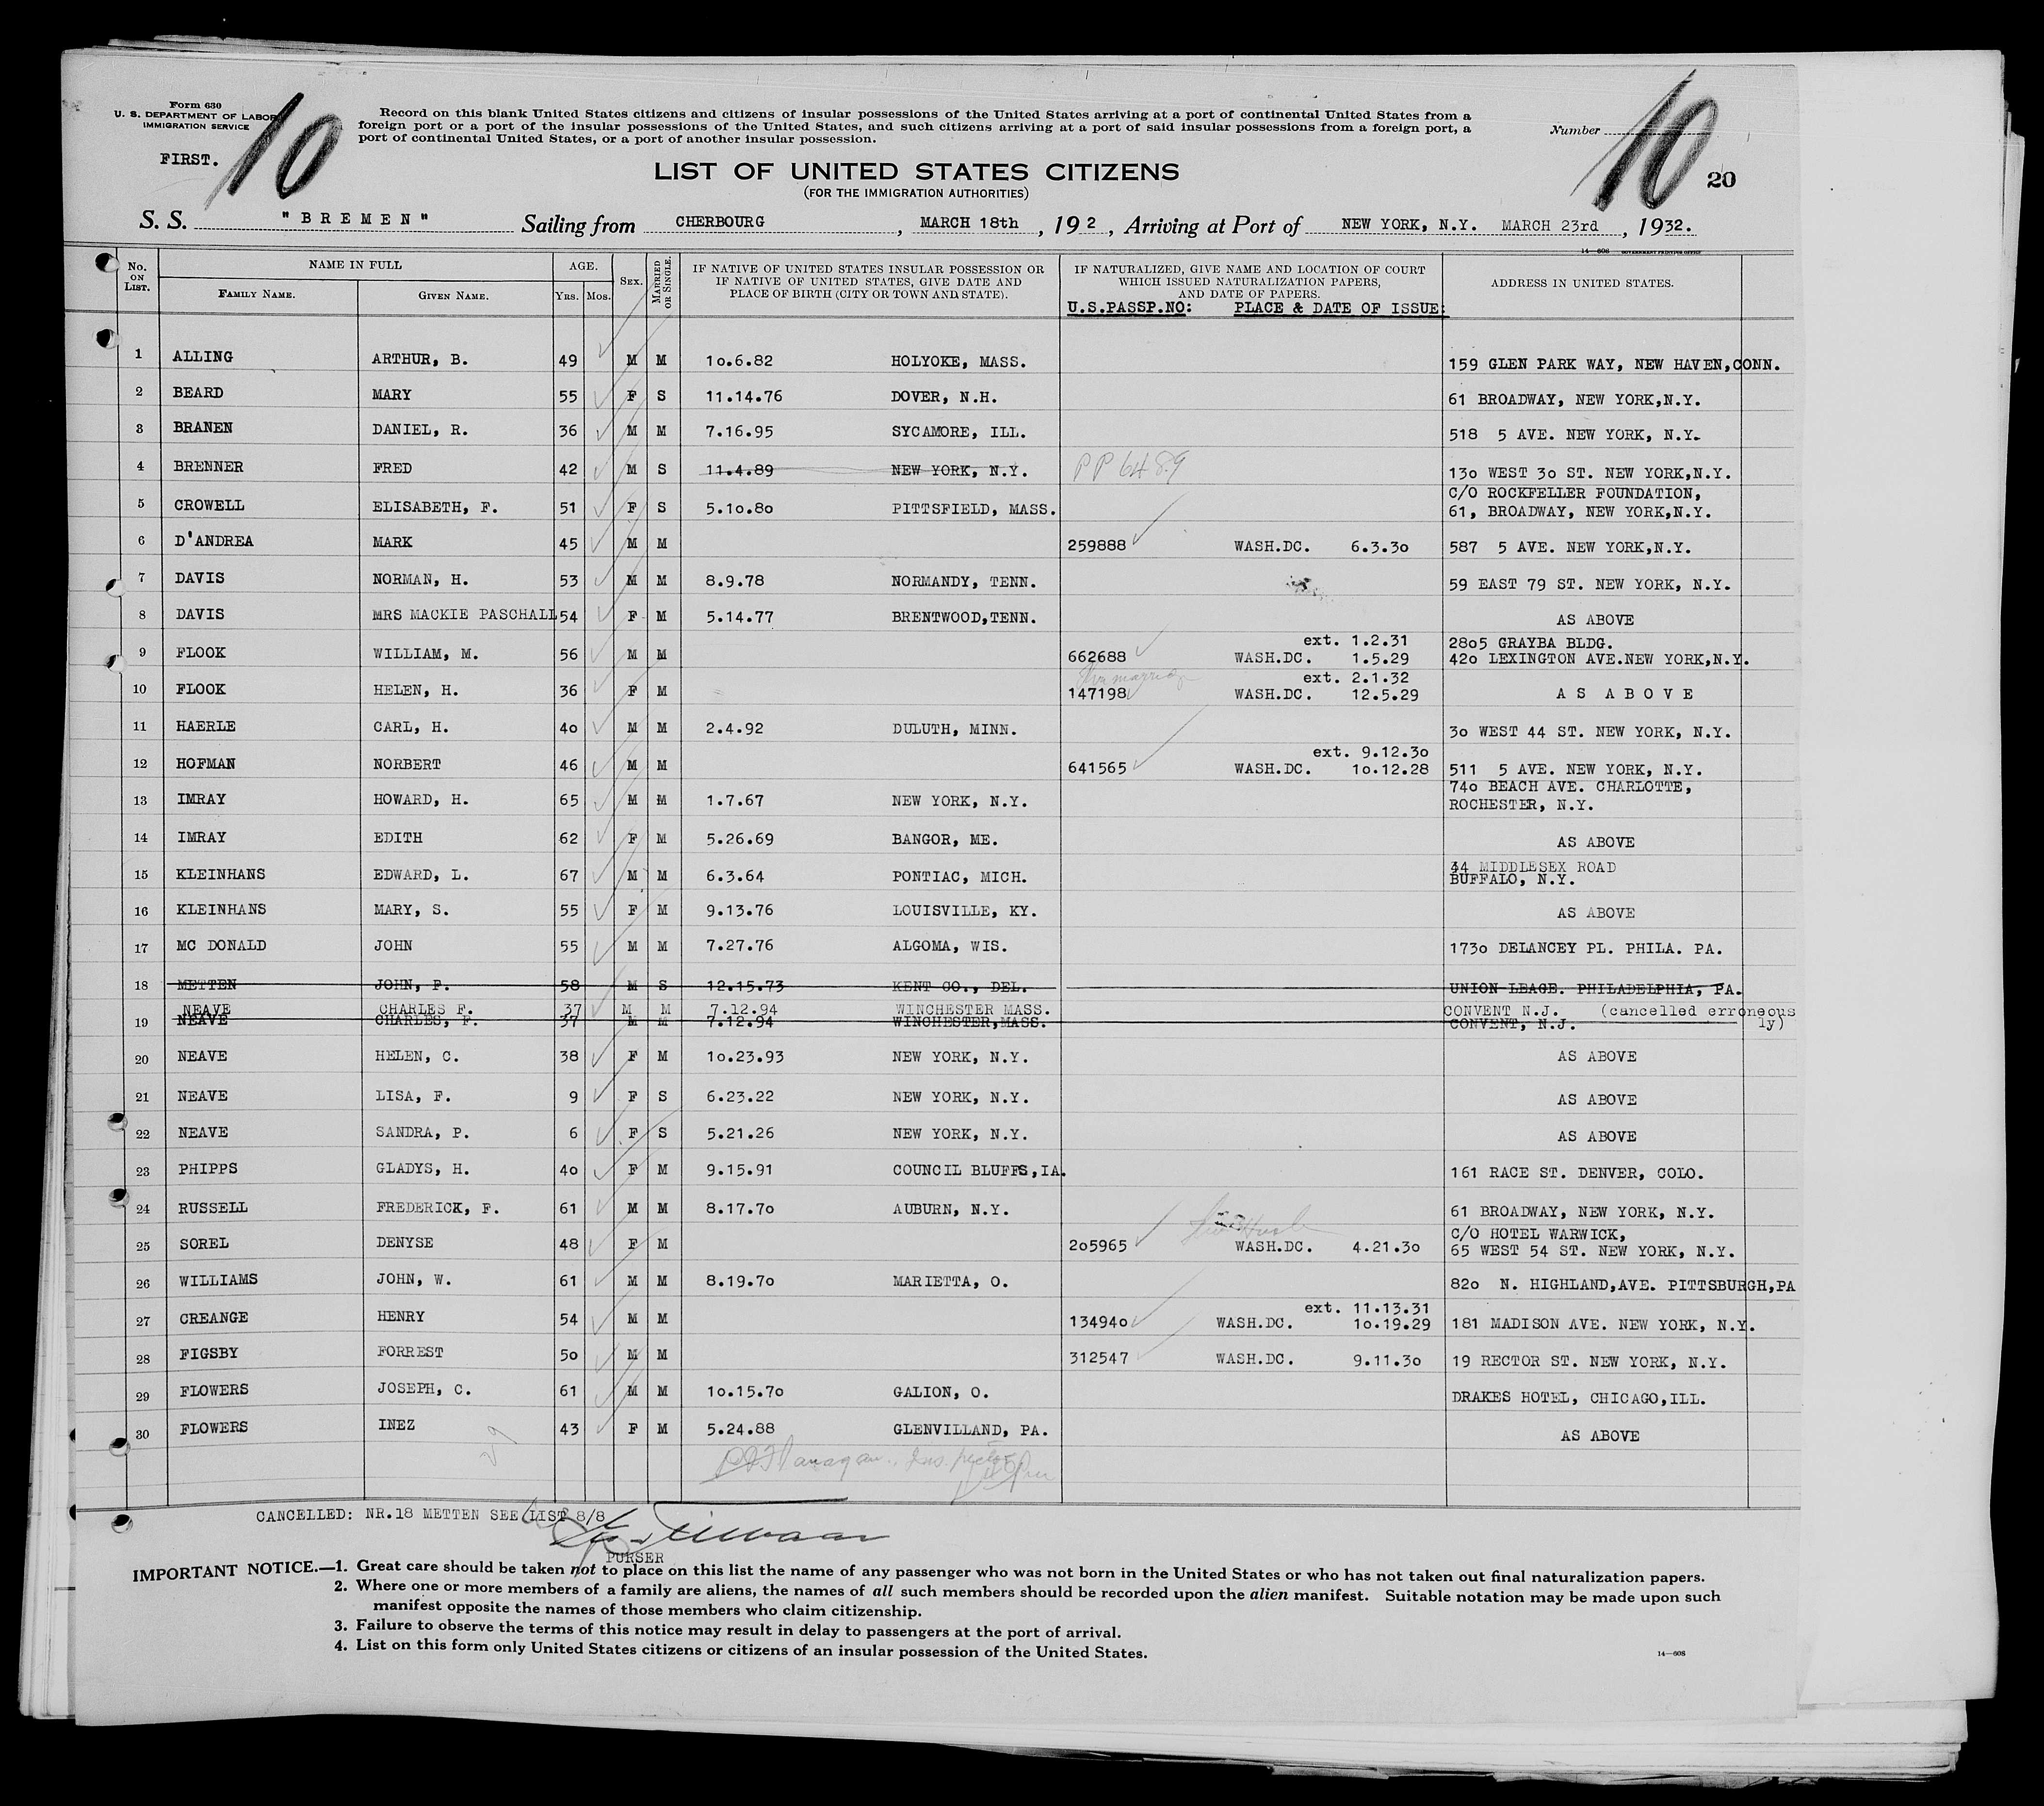 Form 630
U. S. DEPARTMENT OF LABOR
IMMIGRATION SERVICE
FIRST.
10
Record on this blank United States citizens and citizens of insular possessions of the United States arriving at a port of continental United States from a
foreign port or a port of the insular possessions of the United States, and such citizens arriving at a port of said insular possessions from a foreign port, a
port of continental United States, or a port of another insular possession.
Number
10
20
LIST OF UNITED STATES CITIZENS
(FOR THE IMMIGRATION AUTHORITIES)
S. S. "BREMEN" Sailing from CHERBOURG, MARCH 18th, 192, Arriving at Port of NEW YORK, N.Y. MARCH 23rd, 1932.
14—608 GOVERNMENT PRINTING OFFICE
No. ON LIST. NAME IN FULL FAMILY NAME. GIVEN NAME. AGE. Yrs. Mos. SEX. MARRIED OR SINGLE. IF NATIVE OF UNITED STATES INSULAR POSSESSION OR IF NATIVE OF UNITED STATES, GIVE DATE AND PLACE OF BIRTH (CITY OR TOWN AND STATE). IF NATURALIZED, GIVE NAME AND LOCATION OF COURT WHICH ISSUED NATURALIZATION PAPERS, AND DATE OF PAPERS. ADDRESS IN UNITED STATES.
U.S.PASSP.NO: PLACE & DATE OF ISSUE:
1 ALLING ARTHUR, B. 49 M M 10.6.82 HOLYOKE, MASS. 159 GLEN PARK WAY, NEW HAVEN,CONN.
2 BEARD MARY 55 F S 11.14.76 DOVER, N.H. 61 BROADWAY, NEW YORK,N.Y.
3 BRANEN DANIEL, R. 36 M M 7.16.95 SYCAMORE, ILL. 518 5 AVE. NEW YORK, N.Y.
4 BRENNER FRED 42 M S 11.4.89 NEW YORK, N.Y. PP 6489 130 WEST 30 ST. NEW YORK,N.Y.
C/O ROCKFELLER FOUNDATION,
5 CROWELL ELISABETH, F. 51 F S 5.10.80 PITTSFIELD, MASS. 61, BROADWAY, NEW YORK,N.Y.
6 D'ANDREA MARK 45 M M 259888 WASH.DC. 6.3.30 587 5 AVE. NEW YORK,N.Y.
7 DAVIS NORMAN, H. 53 M M 8.9.78 NORMANDY, TENN. 59 EAST 79 ST. NEW YORK, N.Y.
8 DAVIS MRS MACKIE PASCHALL 54 F M 5.14.77 BRENTWOOD,TENN. AS ABOVE
ext. 1.2.31 2805 GRAYBA BLDG.
9 FLOOK WILLIAM, M. 56 M M 662688 WASH.DC. 1.5.29 420 LEXINGTON AVE.NEW YORK,N.Y.
ext. 2.1.32
10 FLOOK HELEN, H. 36 F M 147198 WASH.DC. 12.5.29 AS ABOVE
11 HAERLE CARL, H. 40 M M 2.4.92 DULUTH, MINN. 30 WEST 44 ST. NEW YORK, N.Y.
ext. 9.12.30
12 HOFMAN NORBERT 46 M M 641565 WASH.DC. 10.12.28 511 5 AVE. NEW YORK, N.Y.
740 BEACH AVE. CHARLOTTE,
13 IMRAY HOWARD, H. 65 M M 1.7.67 NEW YORK, N.Y. ROCHESTER, N.Y.
14 IMRAY EDITH 62 F M 5.26.69 BANGOR, ME. AS ABOVE
44 MIDDLESEX ROAD
15 KLEINHANS EDWARD, L. 67 M M 6.3.64 PONTIAC, MICH. BUFFALO, N.Y.
16 KLEINHANS MARY, S. 55 F M 9.13.76 LOUISVILLE, KY. AS ABOVE
17 MC DONALD JOHN 55 M M 7.27.76 ALGOMA, WIS. 1730 DELANCEY PL. PHILA. PA.
18 METTEN JOHN, F. 58 M S 12.15.73 KENT CO., DEL. UNION LEAGE. PHILADELPHIA, PA.
NEAVE CHARLES F. 37 M M 7.12.94 WINCHESTER MASS. CONVENT N.J. (cancelled erroneous
19 NEAVE CHARLES, F. 37 M M 7.12.94 WINCHESTER,MASS. CONVENT, N.J. ly)
20 NEAVE HELEN, C. 38 F M 10.23.93 NEW YORK, N.Y. AS ABOVE
21 NEAVE LISA, F. 9 F S 6.23.22 NEW YORK, N.Y. AS ABOVE
22 NEAVE SANDRA, P. 6 F S 5.21.26 NEW YORK, N.Y. AS ABOVE
23 PHIPPS GLADYS, H. 40 F M 9.15.91 COUNCIL BLUFFS,IA. 161 RACE ST. DENVER, COLO.
24 RUSSELL FREDERICK, F. 61 M M 8.17.70 AUBURN, N.Y. 61 BROADWAY, NEW YORK, N.Y.
C/O HOTEL WARWICK,
25 SOREL DENYSE 48 F M 205965 WASH.DC. 4.21.30 65 WEST 54 ST. NEW YORK, N.Y.
26 WILLIAMS JOHN, W. 61 M M 8.19.70 MARIETTA, O. 820 N. HIGHLAND,AVE. PITTSBURGH,PA
ext. 11.13.31
27 CREANGE HENRY 54 M M 134940 WASH.DC. 10.19.29 181 MADISON AVE. NEW YORK, N.Y.
28 FIGSBY FORREST 50 M M 312547 WASH.DC. 9.11.30 19 RECTOR ST. NEW YORK, N.Y.
29 FLOWERS JOSEPH, C. 61 M M 10.15.70 GALION, O. DRAKES HOTEL, CHICAGO,ILL.
30 FLOWERS INEZ 43 F M 5.24.88 GLENVILLAND, PA. AS ABOVE
29
CANCELLED: NR.18 METTEN SEE LIST 8/8
PURSER
IMPORTANT NOTICE.—1. Great care should be taken not to place on this list the name of any passenger who was not born in the United States or who has not taken out final naturalization papers.
2. Where one or more members of a family are aliens, the names of all such members should be recorded upon the alien manifest. Suitable notation may be made upon such
manifest opposite the names of those members who claim citizenship.
3. Failure to observe the terms of this notice may result in delay to passengers at the port of arrival.
4. List on this form only United States citizens or citizens of an insular possession of the United States.
14—608